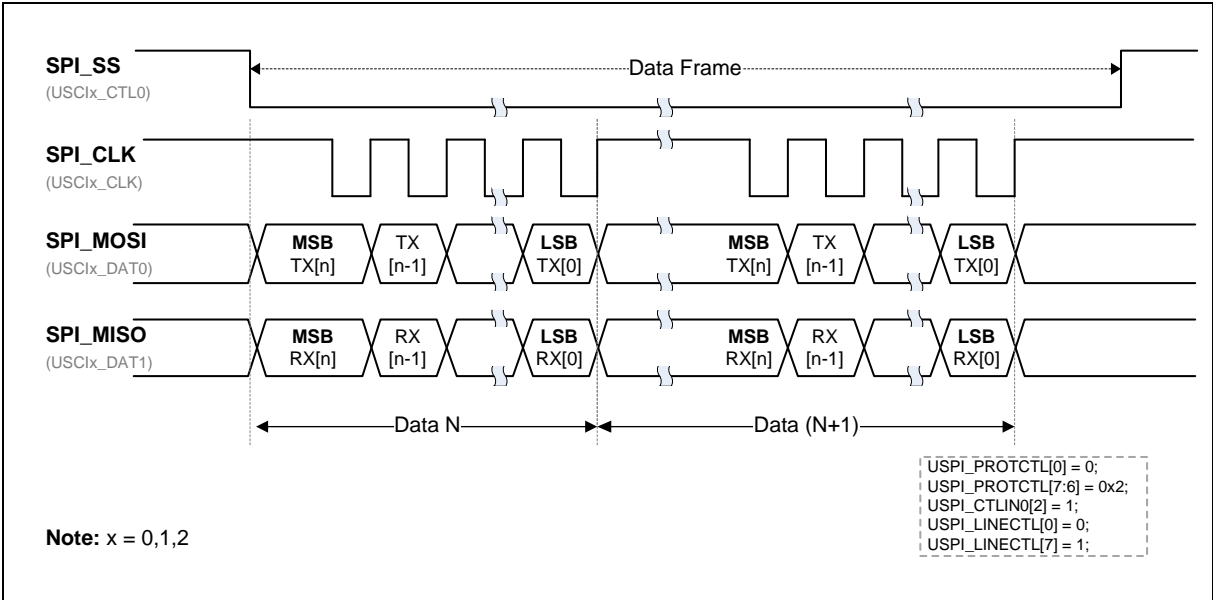 SPI_SS
(USCIx_CTL0)
Data Frame
SPI_CLK
(USCIx_CLK)
SPI_MOSI
(USCIx_DAT0)
MSB TX LSB MSB TX LSB
TX[n] [n-1] TX[0] TX[n] [n-1] TX[0]
SPI_MISO
(USCIx_DAT1)
MSB RX LSB MSB RX LSB
RX[n] [n-1] RX[0] RX[n] [n-1] RX[0]
Data N Data (N+1)
USPI_PROTCTL[0] = 0;
USPI_PROTCTL[7:6] = 0x2;
USPI_CTLIN0[2] = 1;
USPI_LINECTL[0] = 0;
USPI_LINECTL[7] = 1;
Note: x = 0,1,2